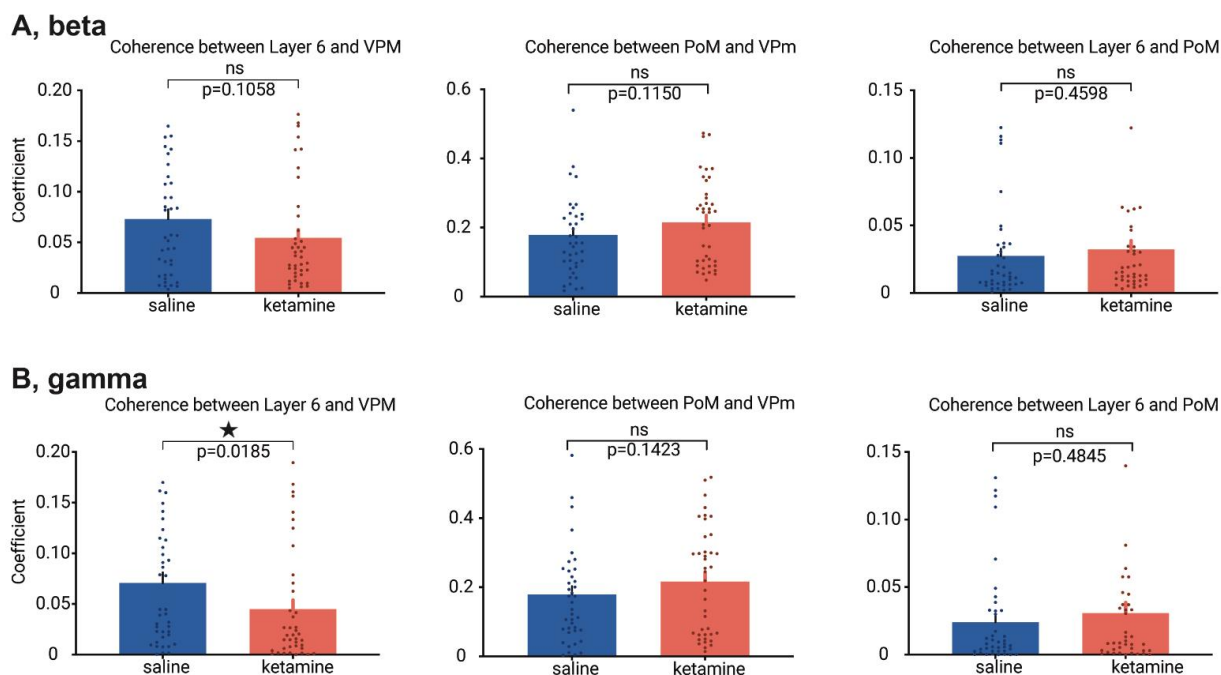 A, beta
Coherence between Layer 6 and VPM
ns
p=0.1058
Coefficient
0.20
0.15
0.10
0.05
0
saline
ketamine
Coherence between PoM and VPm
ns
p=0.1150
0.6
0.4
0.2
0
saline
ketamine
Coherence between Layer 6 and PoM
ns
p=0.4598
0.15
0.10
0.05
0
saline
ketamine
B, gamma
Coherence between Layer 6 and VPM
★
p=0.0185
Coefficient
0.20
0.15
0.10
0.05
0
saline
ketamine
Coherence between PoM and VPm
ns
p=0.1423
0.6
0.4
0.2
0
saline
ketamine
Coherence between Layer 6 and PoM
ns
p=0.4845
0.15
0.10
0.05
0
saline
ketamine